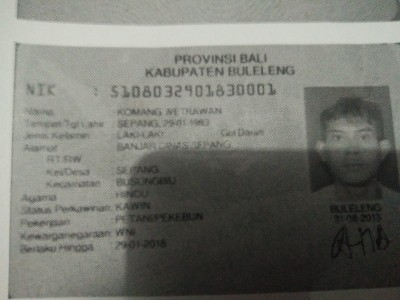 PROVINSI BALI
KABUPATEN BULELENG
NIK : 5108032901830001
Nama KOMANG WETRAWAN
Tempat/Tgl Lahir SEPANG, 29-01-1983
Jenis Kelamin LAKI-LAKI Gol Darah
Alamat BANJAR DINAS SEPANG
RT/RW
Kel/Desa SEPANG
Kecamatan BUSUNGBIU
Agama HINDU
Status Perkawinan: KAWIN
Pekerjaan PETANI/PEKEBUN
Kewarganegaraan: WNI
Berlaku Hingga 29-01-2018
BULELENG
31-08-2013